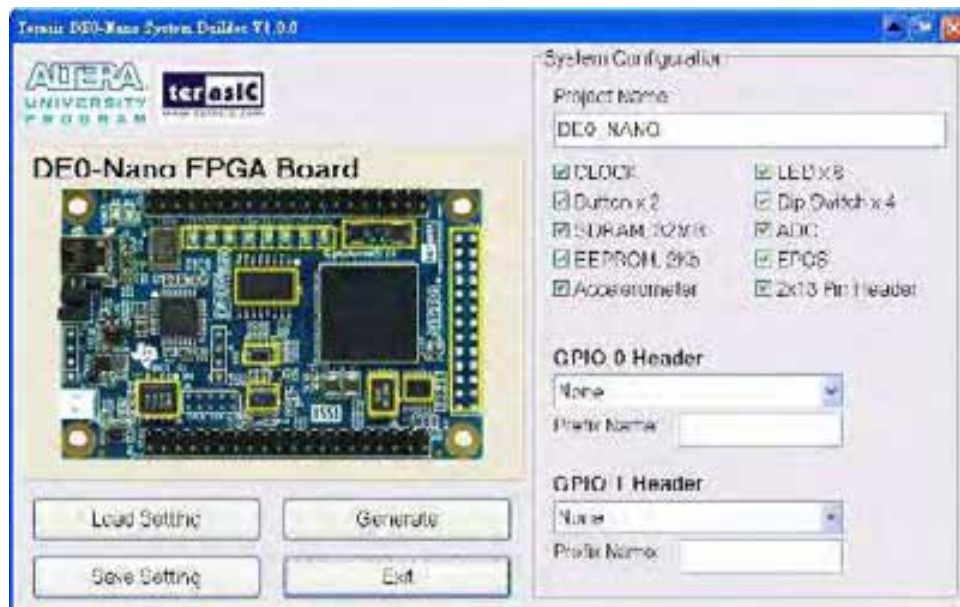 Terasic DE0-Nano System Builder V1.0.0
ALTERA
UNIVERSITY
PROGRAM
terasIC
www.terasic.com
DE0-Nano FPGA Board
Load Setting
Generate
Save Setting
Exit
System Configuration
Project Name
DE0_NANO
CLOCK
LED x 8
Button x 2
Dip Switch x 4
SDRAM, 32MB
ADC
EEPROM, 2Kb
EPCS
Accelerometer
2x13 Pin Header
GPIO 0 Header
None
Prefix Name:
GPIO 1 Header
None
Prefix Name: